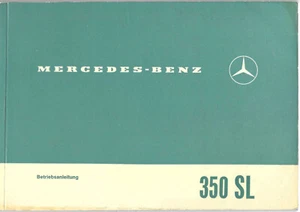 MERCEDES-BENZ
Betriebsanleitung
350 SL